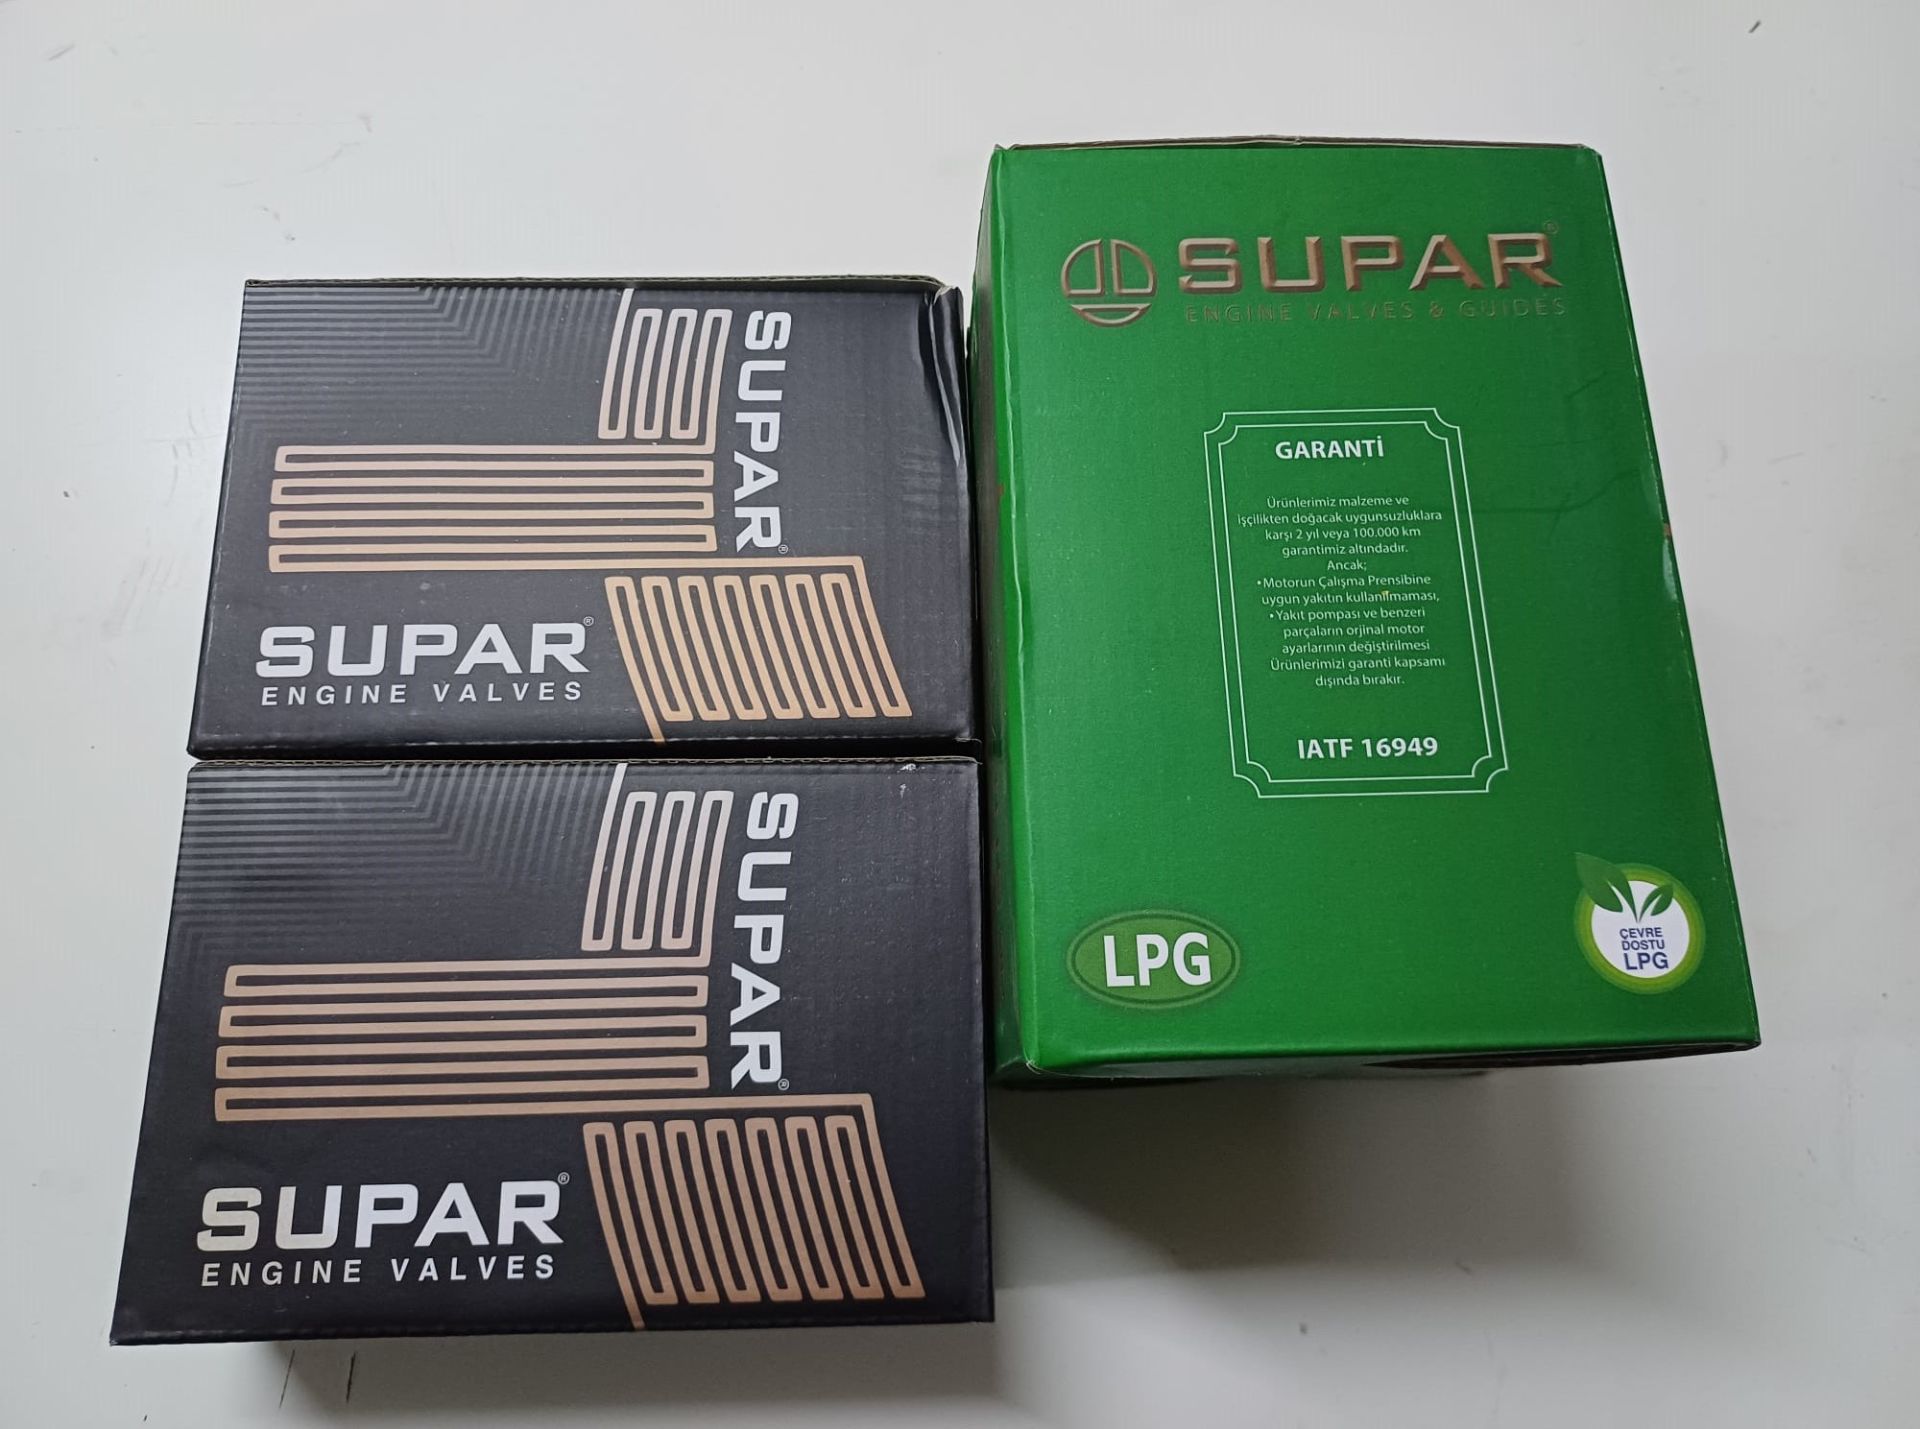 SUPAR®
SUPAR®
ENGINE VALVES
SUPAR®
SUPAR®
ENGINE VALVES
SUPAR®
ENGINE VALVES & GUIDES
GARANTİ
Ürünlerimiz malzeme ve
işçilikten doğacak uygunsuzluklara
karşı 2 yıl veya 100.000 km
garantimiz altındadır.
Ancak;
•Motorun Çalışma Prensibine
uygun yakıtın kullanılmaması,
•Yakıt pompası ve benzeri
parçaların orjinal motor
ayarlarının değiştirilmesi
Ürünlerimizi garanti kapsamı
dışında bırakır.
IATF 16949
LPG
ÇEVRE
DOSTU
LPG